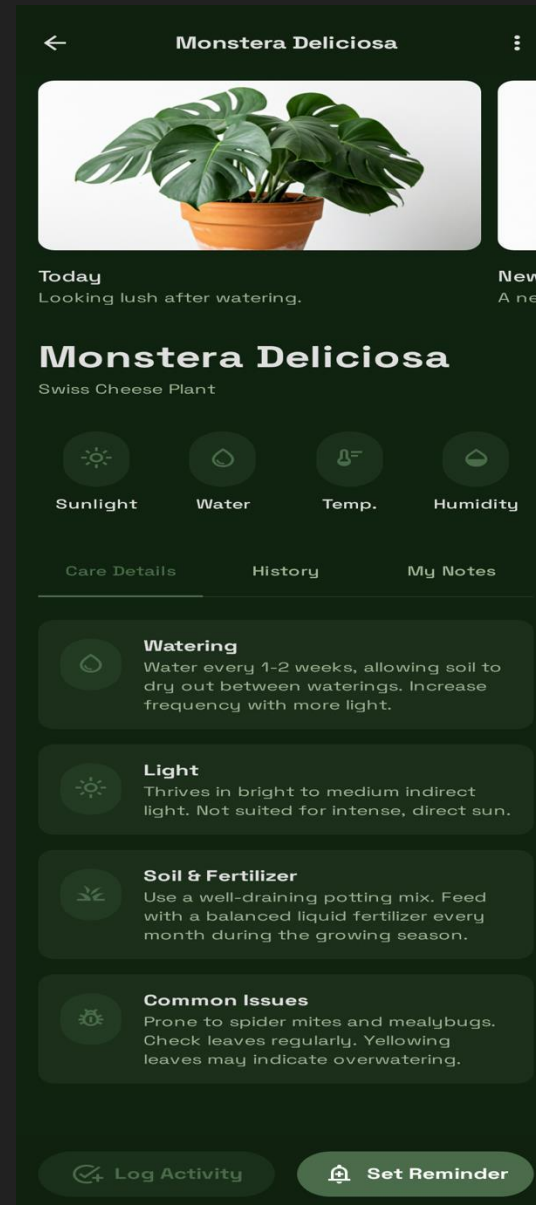 Monstera Deliciosa
Today
Looking lush after watering.
New
A ne
Monstera Deliciosa
Swiss Cheese Plant
Sunlight
Water
Temp.
Humidity
Care Details
History
My Notes
Watering
Water every 1-2 weeks, allowing soil to
dry out between waterings. Increase
frequency with more light.
Light
Thrives in bright to medium indirect
light. Not suited for intense, direct sun.
Soil & Fertilizer
Use a well-draining potting mix. Feed
with a balanced liquid fertilizer every
month during the growing season.
Common Issues
Prone to spider mites and mealybugs.
Check leaves regularly. Yellowing
leaves may indicate overwatering.
Log Activity
Set Reminder